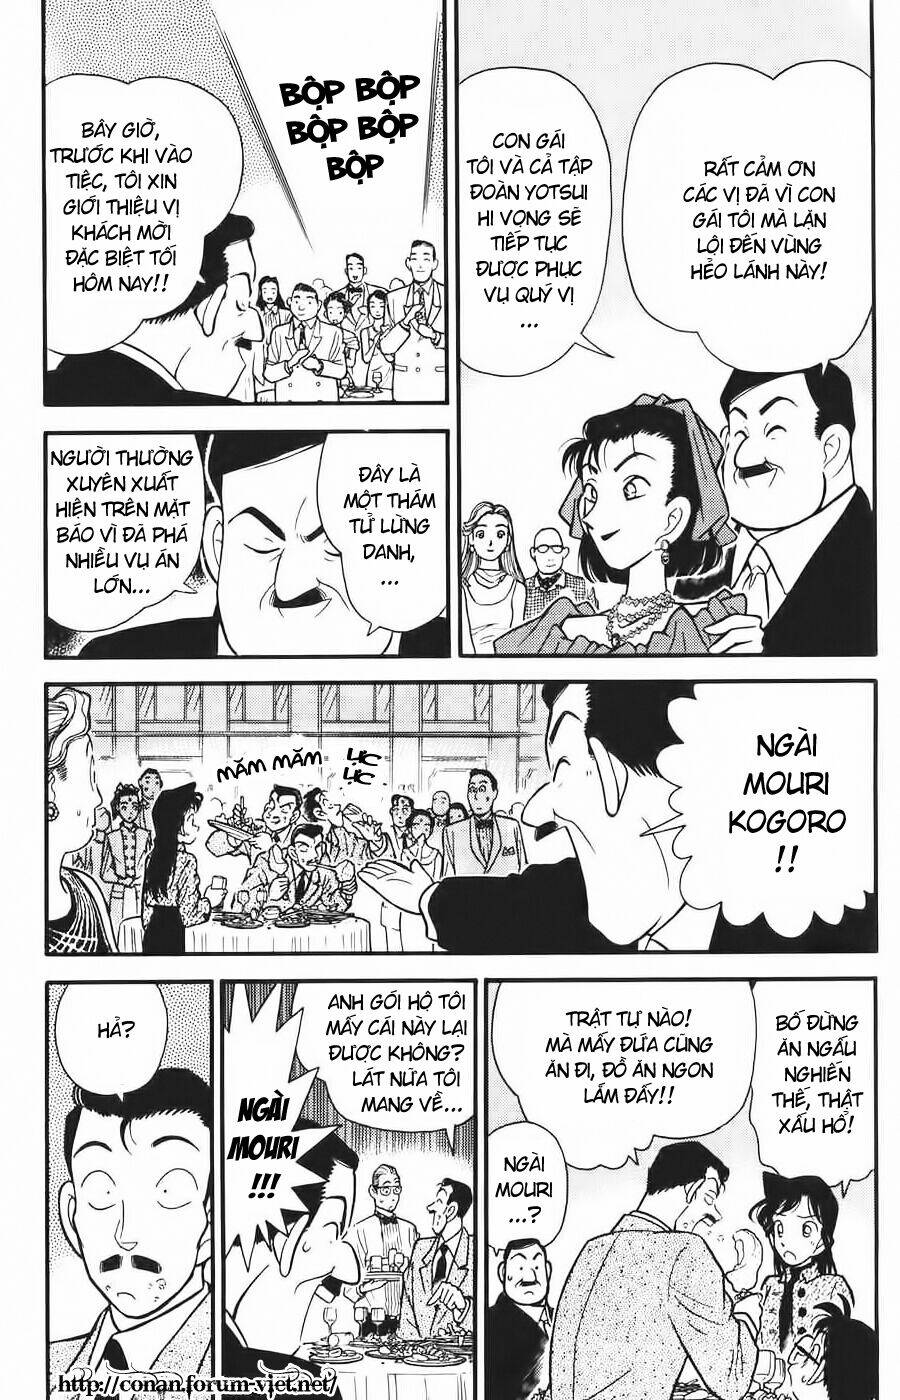 RẤT CẢM ƠN
CÁC VỊ ĐÃ VÌ CON
GÁI TÔI MÀ LẶN
LỘI ĐẾN VÙNG
HẺO LÁNH NÀY!
CON GÁI
TÔI VÀ CẢ TẬP
ĐOÀN YOTSUI
HI VỌNG SẼ
TIẾP TỤC
ĐƯỢC PHỤC
VỤ QUÝ VỊ
...
BỘP BỘP
BỘP BỘP
BỘP
BÂY GIỜ,
TRƯỚC KHI VÀO
TIỆC, TÔI XIN
GIỚI THIỆU VỊ
KHÁCH MỜI
ĐẶC BIỆT TỐI
HÔM NAY!!
ĐÂY LÀ
MỘT THÁM
TỬ LỪNG
DANH,
...
NGƯỜI THƯỜNG
XUYÊN XUẤT
HIỆN TRÊN MẶT
BÁO VÌ ĐÃ PHÁ
NHIỀU VỤ ÁN
LỚN...
NGÀI
MOURI
KOGORO
!!
MĂM MĂM
ỰC
ỰC
BỐ ĐỪNG
ĂN NGẤU
NGHIẾN
THẾ, THẬT
XẤU HỔ!
TRẬT TỰ NÀO!
MÀ MẤY ĐỨA CŨNG
ĂN ĐI, ĐỒ ĂN NGON
LẮM ĐẤY!!
NGÀI
MOURI
...?
ANH GÓI HỘ TÔI
MẤY CÁI NÀY LẠI
ĐƯỢC KHÔNG?
LÁT NỮA TÔI
MANG VỀ...
NGÀI
MOURI
!!!
HẢ?
http://conan.forum-viet.net/